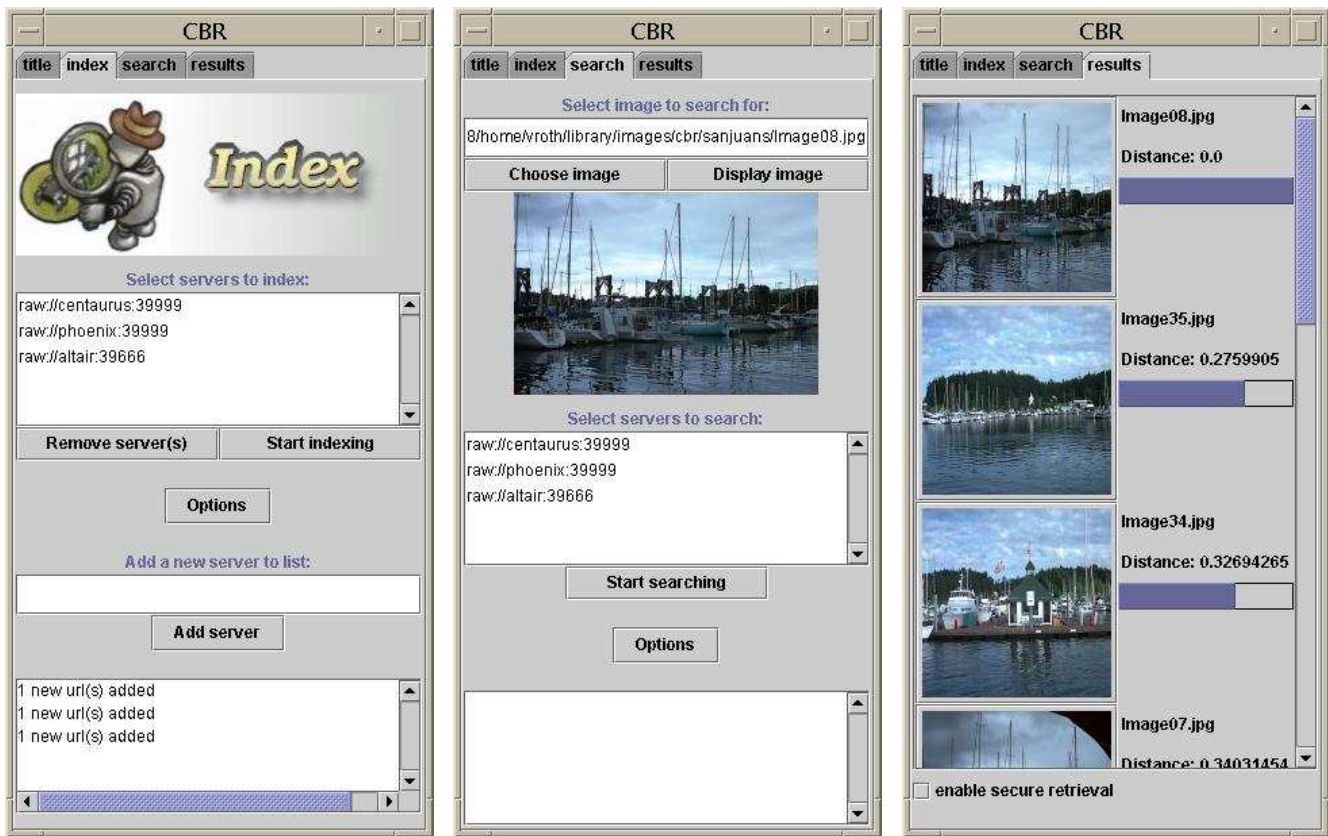 CBR
title index search results
Index
Select servers to index:
raw://centaurus:39999
raw://phoenix:39999
raw://altair:39666
Remove server(s) Start indexing
Options
Add a new server to list:
Add server
1 new url(s) added
1 new url(s) added
1 new url(s) added
CBR
title index search results
Select image to search for:
8/home/vroth/library/images/cbr/sanjuans/Image08.jpg
Choose image Display image
Select servers to search:
raw://centaurus:39999
raw://phoenix:39999
raw://altair:39666
Start searching
Options
CBR
title index search results
Image08.jpg
Distance: 0.0
Image35.jpg
Distance: 0.2759905
Image34.jpg
Distance: 0.32694265
Image07.jpg
Distance: 0.34031454
enable secure retrieval